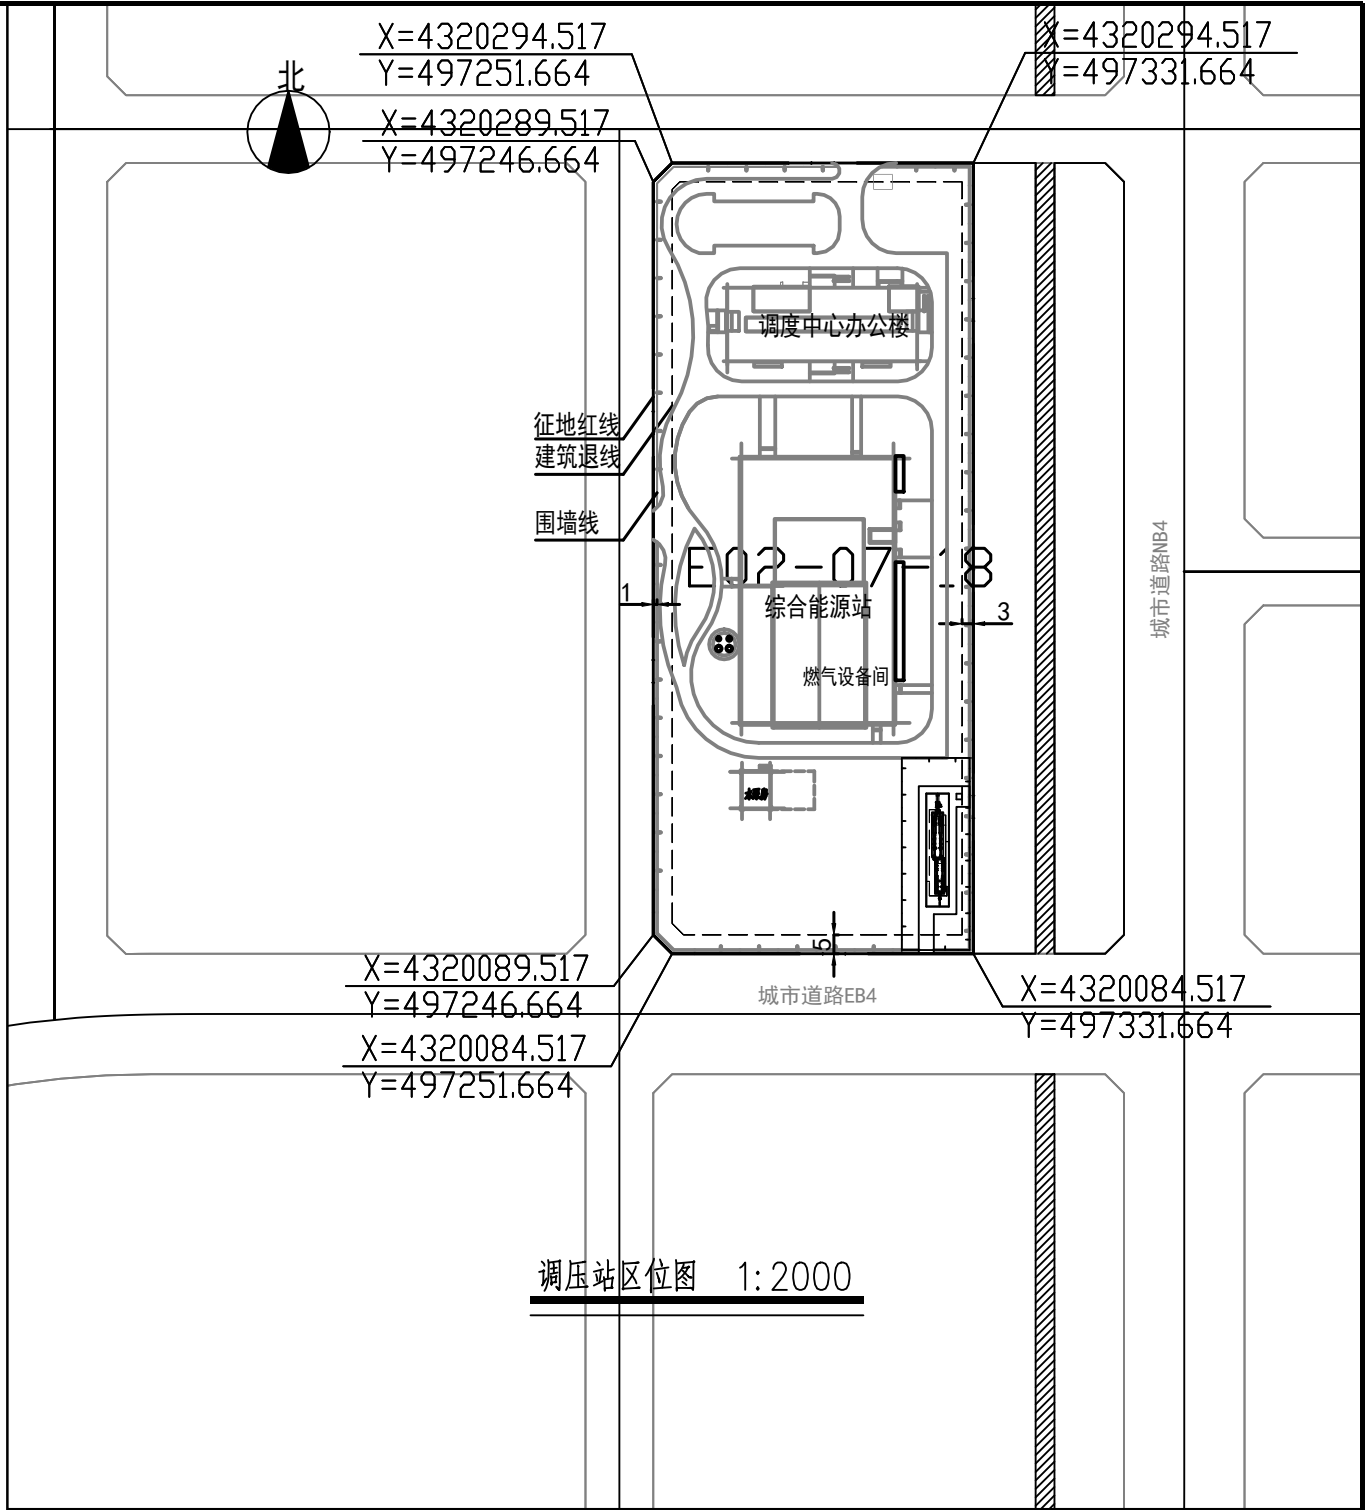 X=4320294.517
Y=497251.664
X=4320294.517
Y=497331.664
北
X=4320289.517
Y=497246.664
调度中心办公楼
征地红线
建筑退线
围墙线
E02-07-18
综合能源站
1
3
燃气设备间
城市道路NB4
5
X=4320089.517
Y=497246.664
城市道路EB4
X=4320084.517
Y=497331.664
X=4320084.517
Y=497251.664
调压站区位图 1:2000